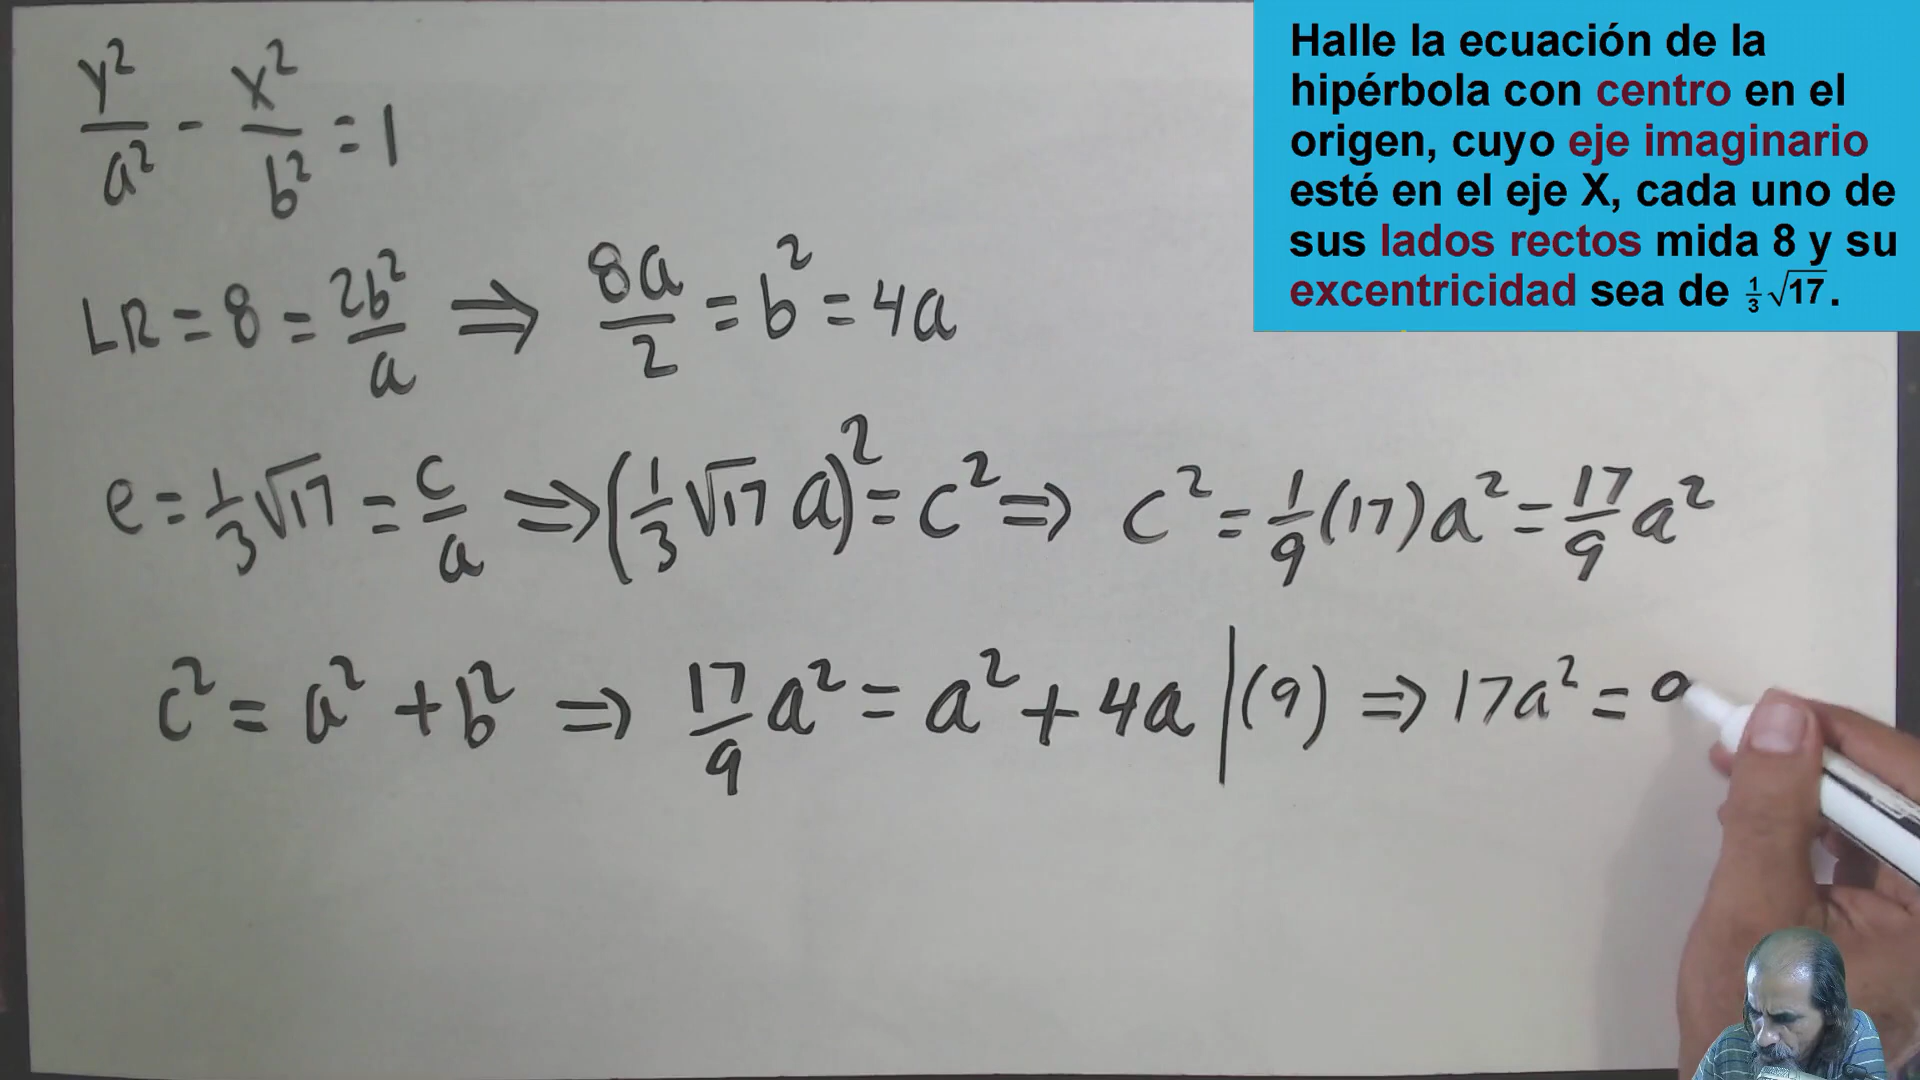 Halle la ecuación de la
hipérbola con centro en el
origen, cuyo eje imaginario
esté en el eje X, cada uno de
sus lados rectos mida 8 y su
excentricidad sea de 1/3 √17.
y²/a² - x²/b² = 1
LR = 8 = 2b²/a ⇒ 8a/2 = b² = 4a
e = 1/3 √17 = c/a ⇒ (1/3 √17 a)² = c² ⇒ c² = 1/9 (17) a² = 17/9 a²
c² = a² + b² ⇒ 17/9 a² = a² + 4a | (9) ⇒ 17a² =